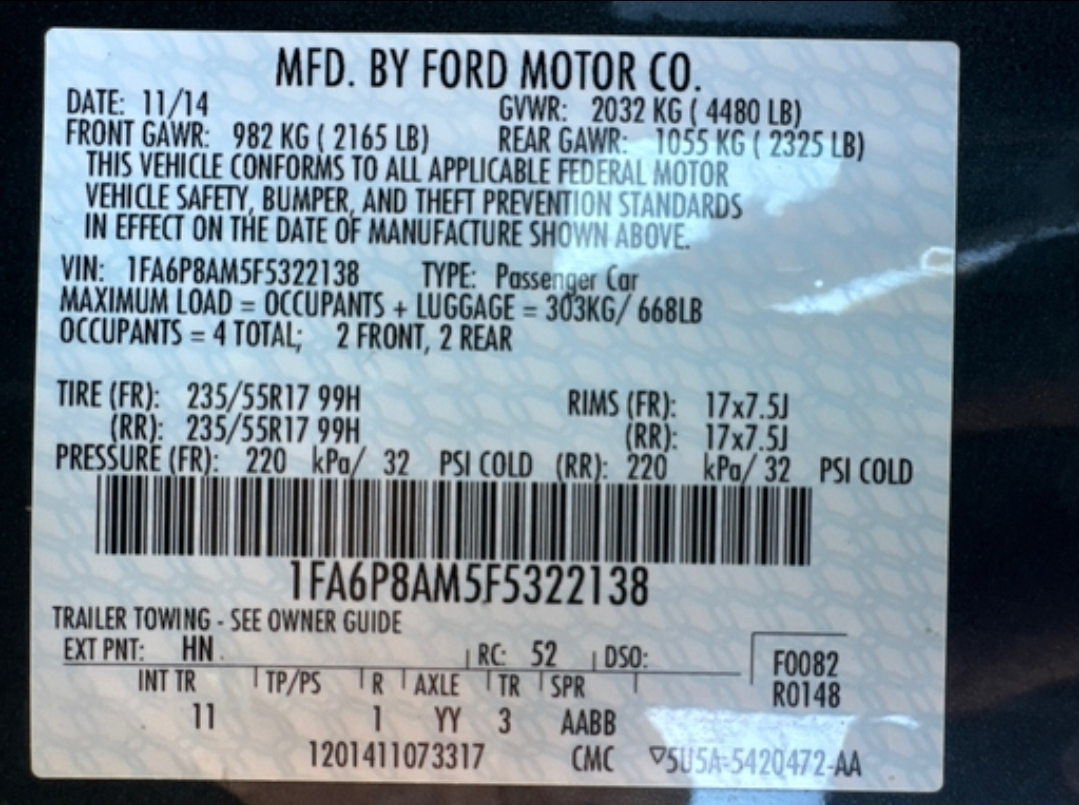 MFD. BY FORD MOTOR CO.
DATE: 11/14 GVWR: 2032 KG ( 4480 LB)
FRONT GAWR: 982 KG ( 2165 LB) REAR GAWR: 1055 KG ( 2325 LB)
THIS VEHICLE CONFORMS TO ALL APPLICABLE FEDERAL MOTOR
VEHICLE SAFETY, BUMPER, AND THEFT PREVENTION STANDARDS
IN EFFECT ON THE DATE OF MANUFACTURE SHOWN ABOVE.
VIN: 1FA6P8AM5F5322138 TYPE: Passenger Car
MAXIMUM LOAD = OCCUPANTS + LUGGAGE = 303KG/ 668LB
OCCUPANTS = 4 TOTAL; 2 FRONT, 2 REAR
TIRE (FR): 235/55R17 99H RIMS (FR): 17x7.5J
(RR): 235/55R17 99H (RR): 17x7.5J
PRESSURE (FR): 220 kPa/ 32 PSI COLD (RR): 220 kPa/ 32 PSI COLD
1FA6P8AM5F5322138
TRAILER TOWING - SEE OWNER GUIDE
EXT PNT: HN RC: 52 DSO: F0082
INT TR TP/PS R AXLE TR SPR R0148
11 1 YY 3 AABB
1201411073317 CMC ▽5U5A-5420472-AA